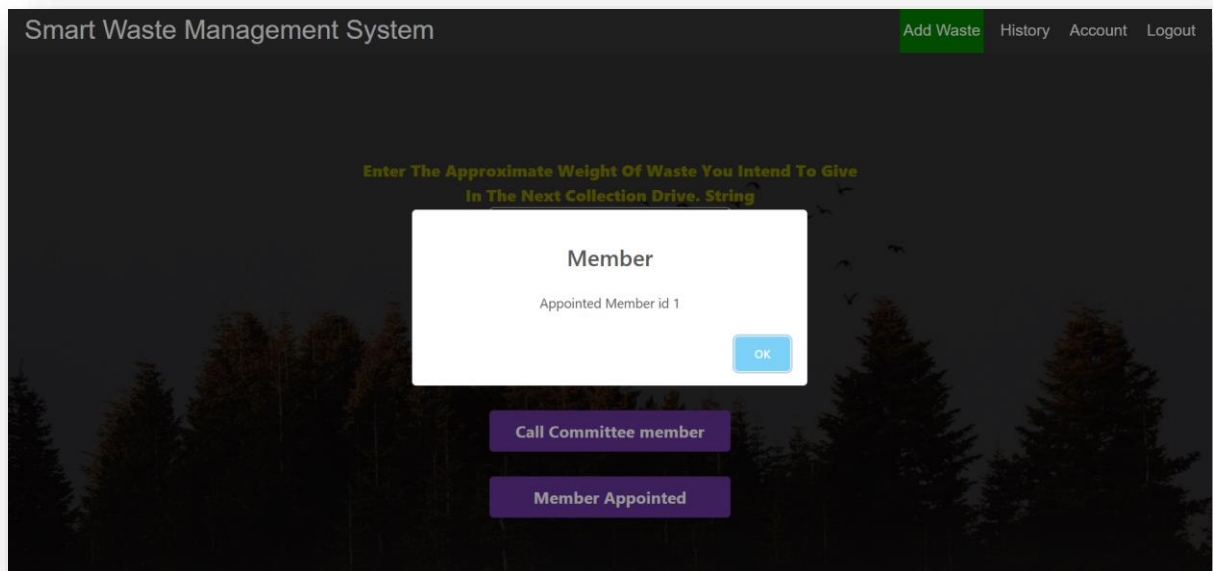 Smart Waste Management System
Add Waste
History
Account
Logout
Enter The Approximate Weight Of Waste You Intend To Give
In The Next Collection Drive. String
Member
Appointed Member id 1
OK
Call Committee member
Member Appointed